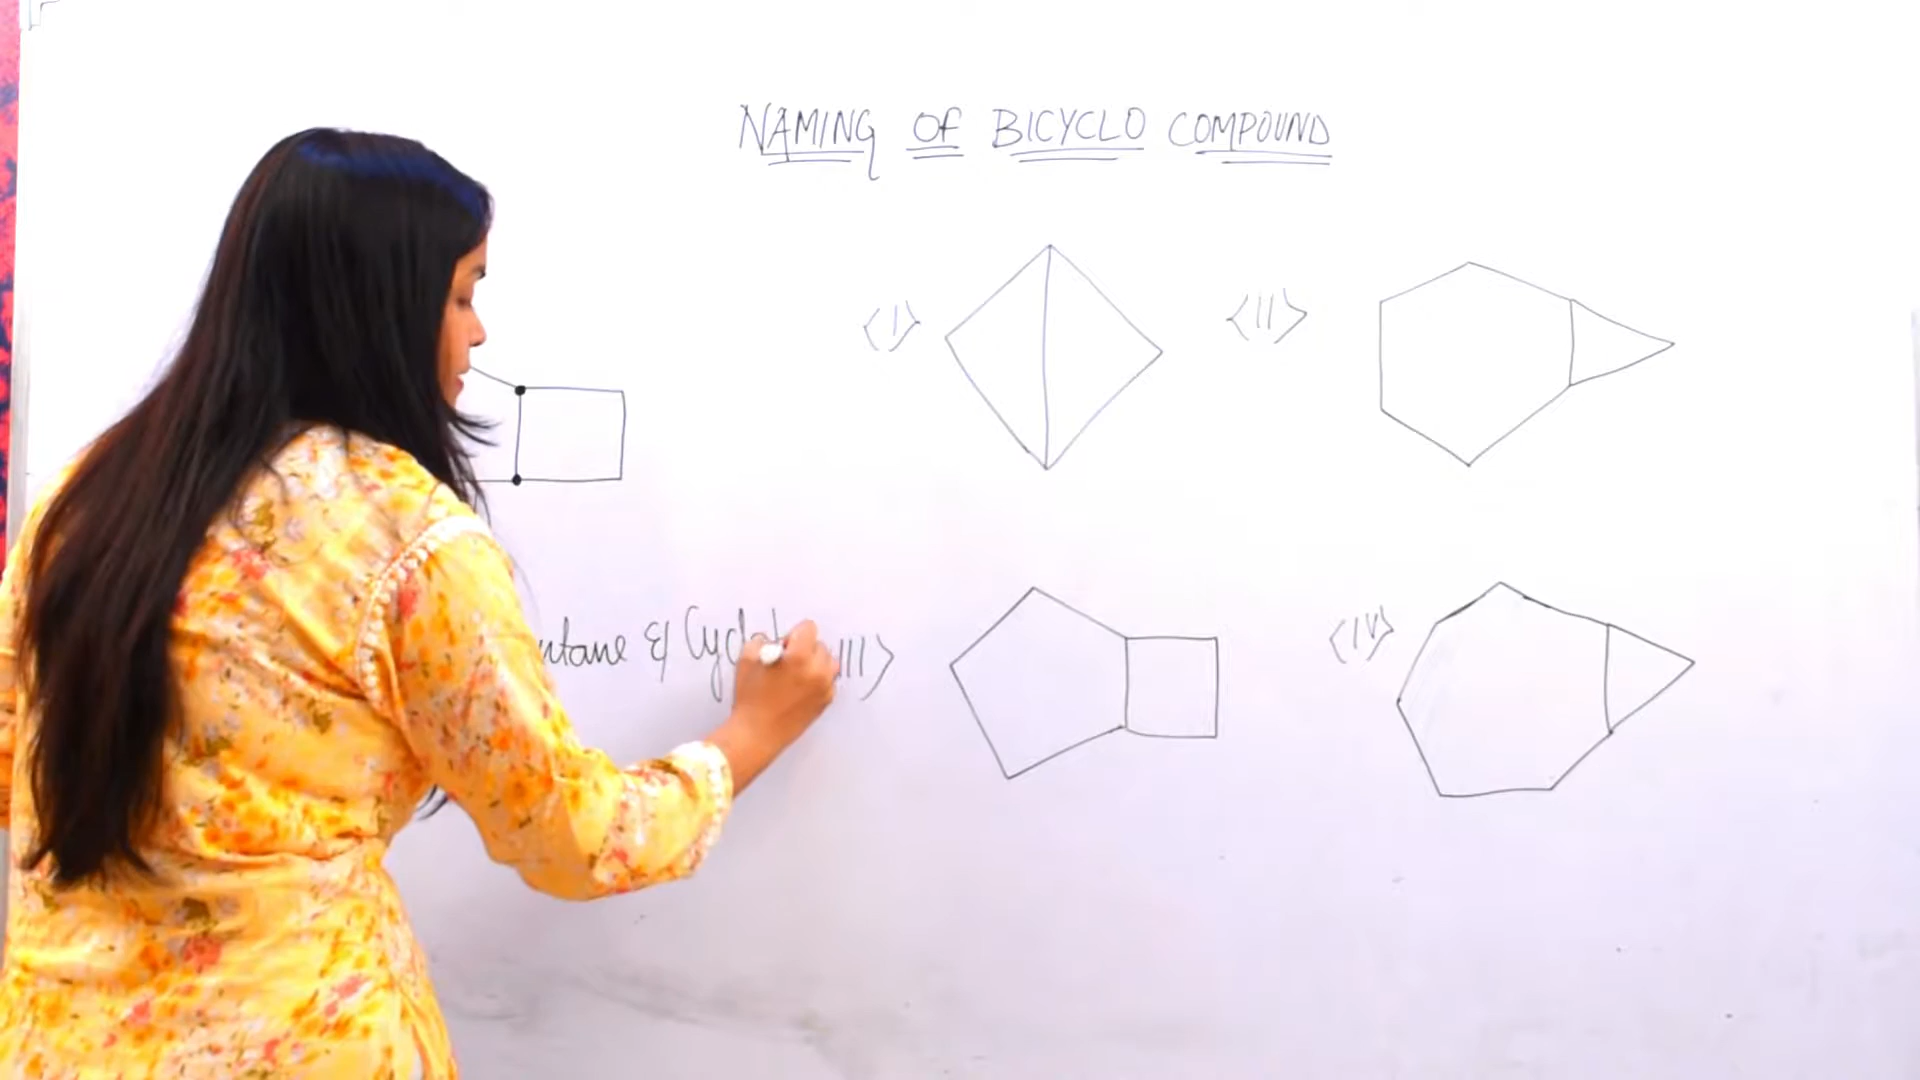 NAMING OF BICYCLO COMPOUND
<I>
<II>
ntane & Cyclo
III>
<IV>